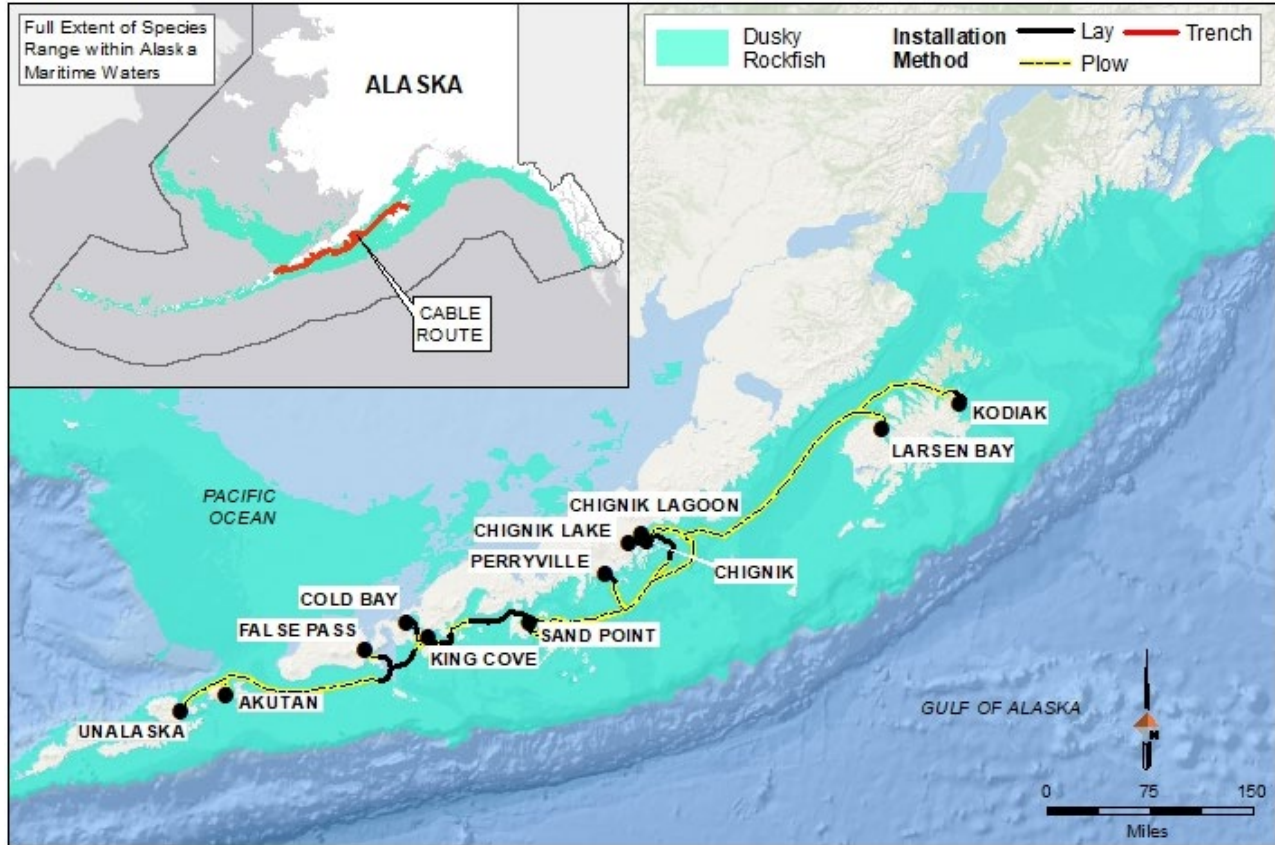 Full Extent of Species
Range within Alaska
Maritime Waters
ALASKA
CABLE
ROUTE
Dusky
Rockfish
Installation
Method
Lay
Trench
Plow
KODIAK
LARSEN BAY
PACIFIC
OCEAN
CHIGNIK LAGOON
CHIGNIK LAKE
PERRYVILLE
CHIGNIK
COLD BAY
FALSE PASS
SAND POINT
KING COVE
AKUTAN
UNALASKA
GULF OF ALASKA
N
0 75 150
Miles